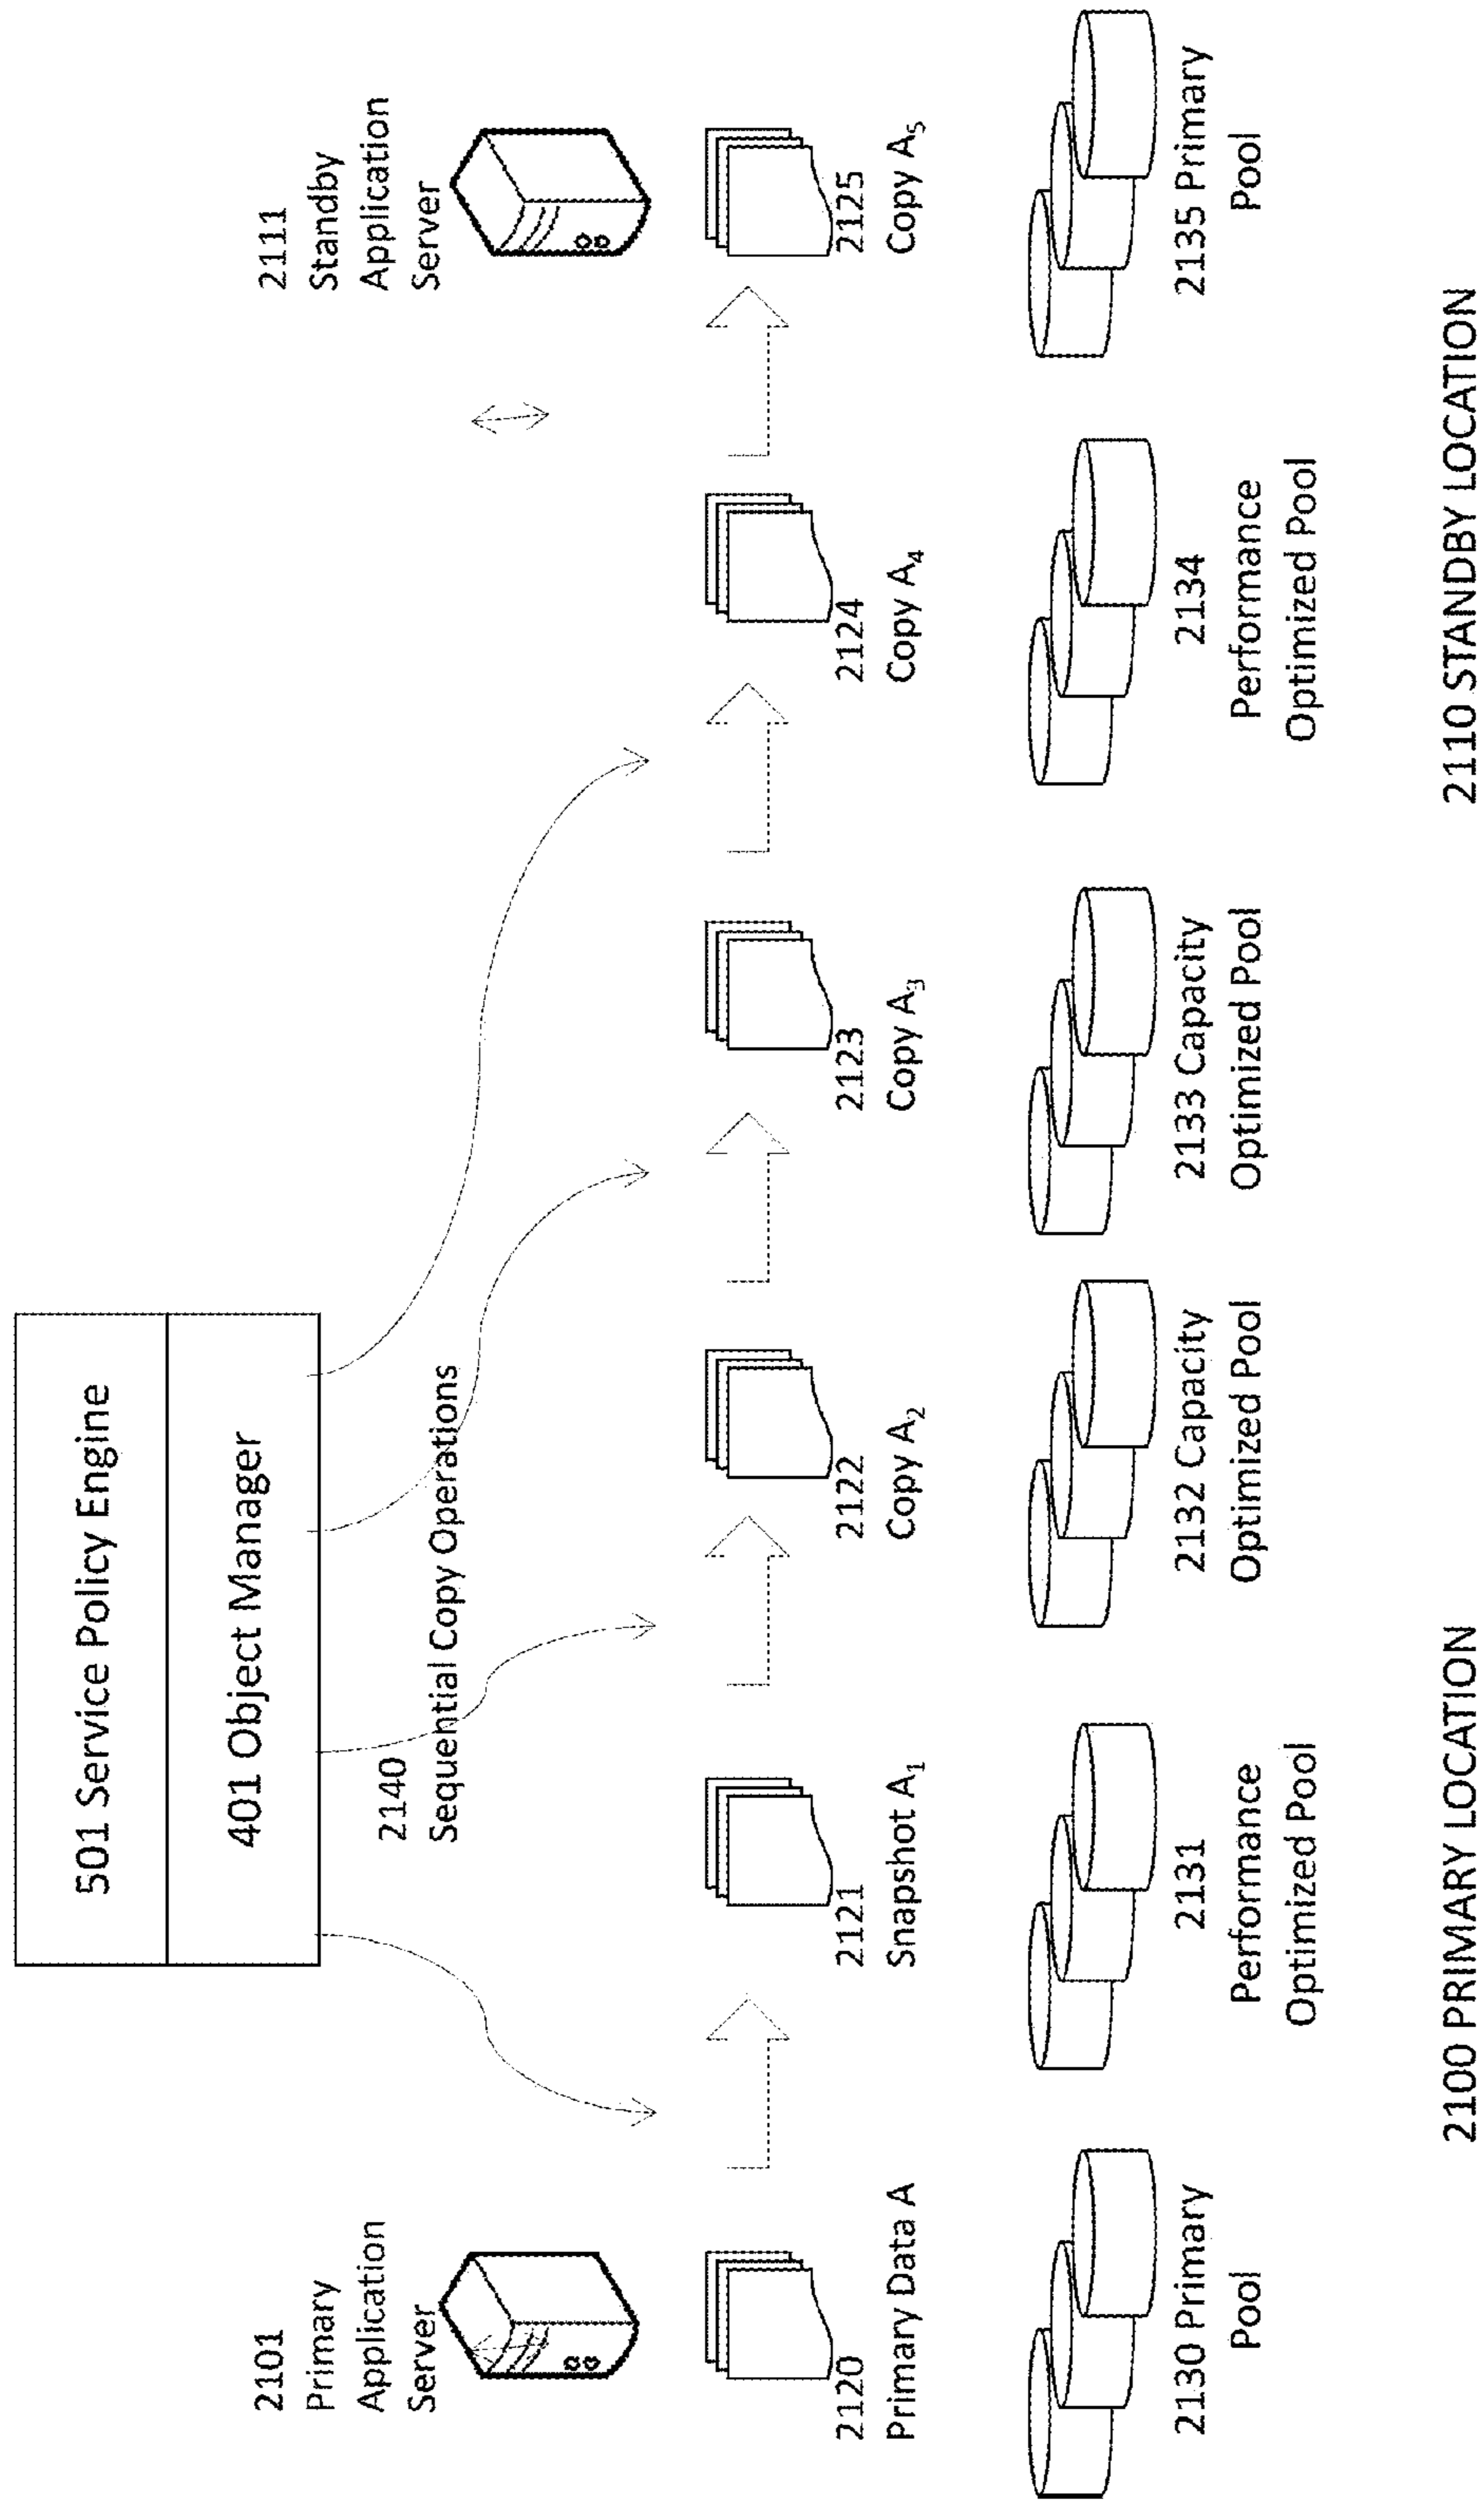 501 Service Policy Engine
401 Object Manager
2101
Primary
Application
Server
2111
Standby
Application
Server
2140
Sequential Copy Operations
2120
Primary Data A
2121
Snapshot A₁
2122
Copy A₂
2123
Copy A₃
2124
Copy A₄
2125
Copy A₅
2130 Primary
Pool
2131
Performance
Optimized Pool
2132 Capacity
Optimized Pool
2133 Capacity
Optimized Pool
2134
Performance
Optimized Pool
2135 Primary
Pool
2100 PRIMARY LOCATION
2110 STANDBY LOCATION